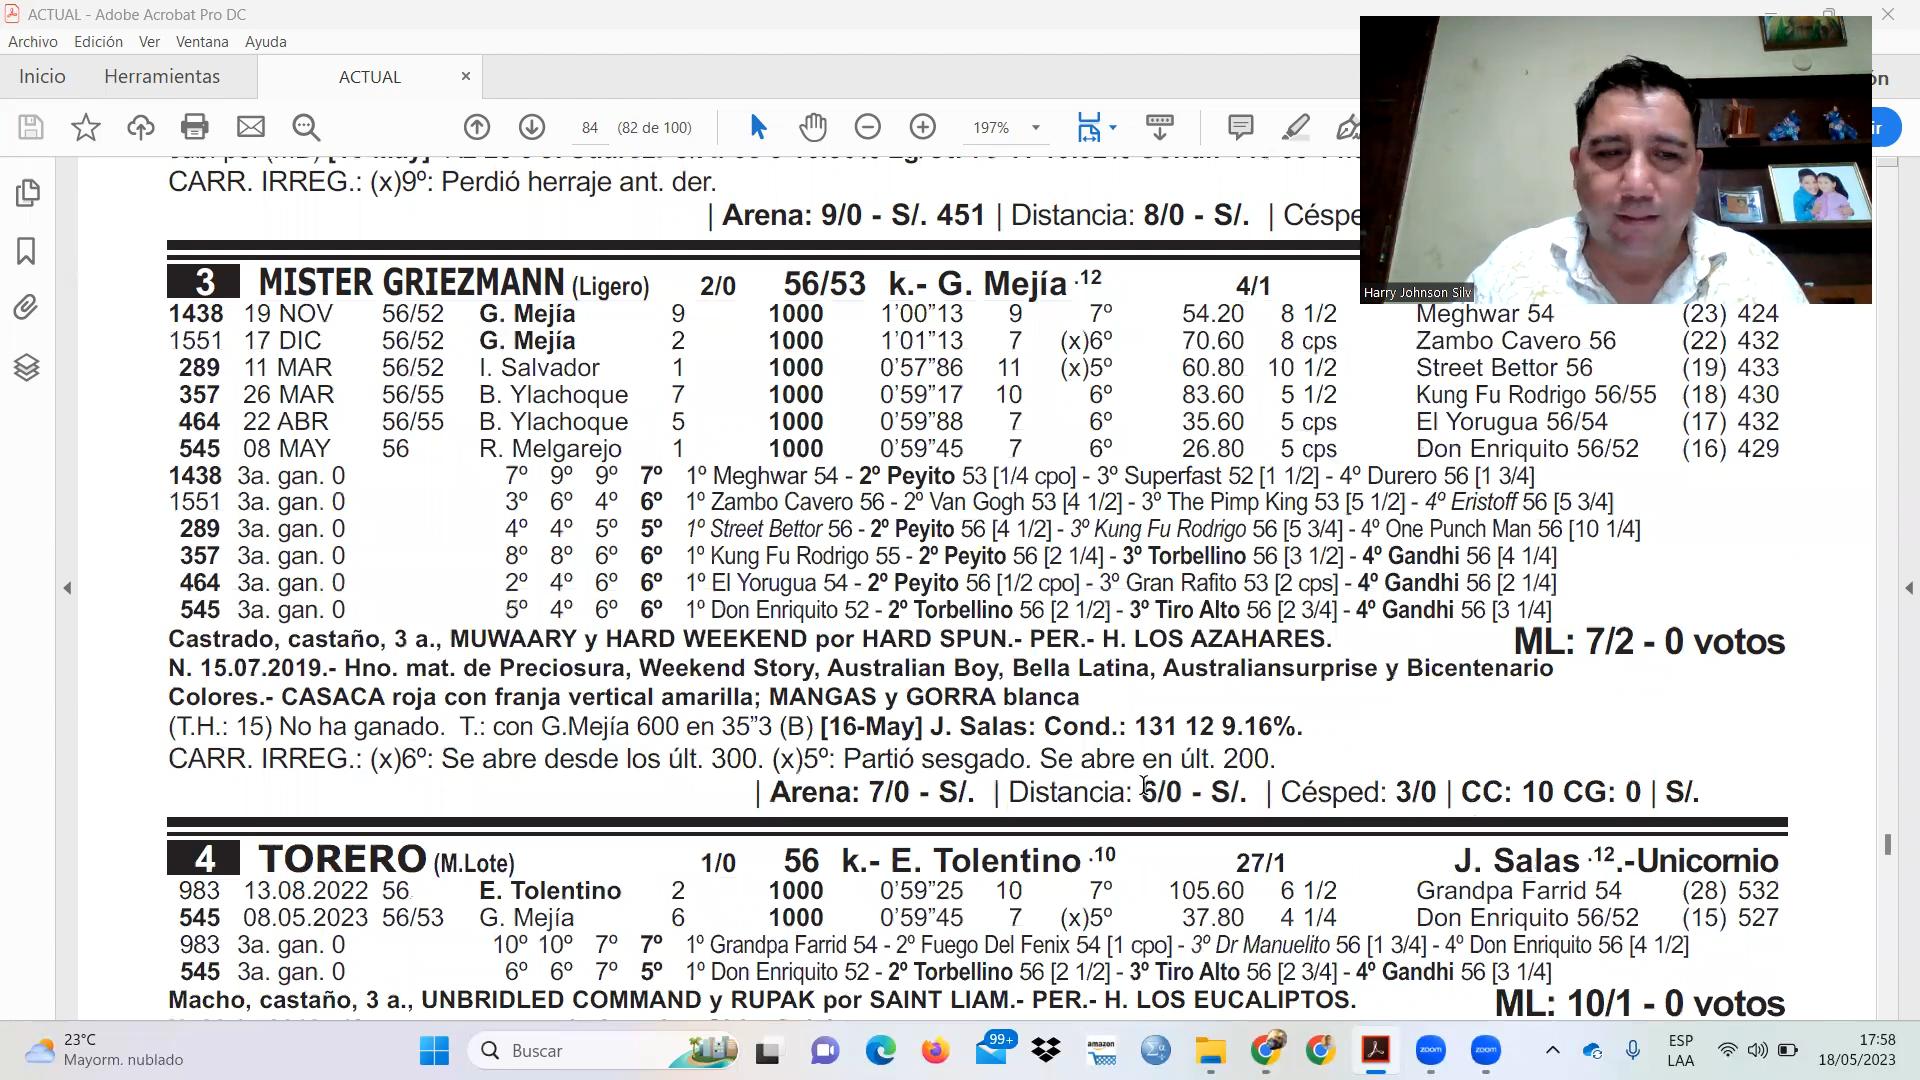 ACTUAL - Adobe Acrobat Pro DC
Archivo Edición Ver Ventana Ayuda
Inicio Herramientas ACTUAL × ón
84 (82 de 100) 197% ir
CARR. IRREG.: (x)9º: Perdió herraje ant. der.
| Arena: 9/0 - S/. 451 | Distancia: 8/0 - S/. | Césped
Harry Johnson Silv
3 MISTER GRIEZMANN (Ligero) 2/0 56/53 k.- G. Mejía .12 4/1
1438 19 NOV 56/52 G. Mejía 9 1000 1'00"13 9 7º 54.20 8 1/2 Meghwar 54 (23) 424
1551 17 DIC 56/52 G. Mejía 2 1000 1'01"13 7 (x)6º 70.60 8 cps Zambo Cavero 56 (22) 432
289 11 MAR 56/52 I. Salvador 1 1000 0'57"86 11 (x)5º 60.80 10 1/2 Street Bettor 56 (19) 433
357 26 MAR 56/55 B. Ylachoque 7 1000 0'59"17 10 6º 83.60 5 1/2 Kung Fu Rodrigo 56/55 (18) 430
464 22 ABR 56/55 B. Ylachoque 5 1000 0'59"88 7 6º 35.60 5 cps El Yorugua 56/54 (17) 432
545 08 MAY 56 R. Melgarejo 1 1000 0'59"45 7 6º 26.80 5 cps Don Enriquito 56/52 (16) 429
1438 3a. gan. 0 7º 9º 9º 7º 1º Meghwar 54 - 2º Peyito 53 [1/4 cpo] - 3º Superfast 52 [1 1/2] - 4º Durero 56 [1 3/4]
1551 3a. gan. 0 3º 6º 4º 6º 1º Zambo Cavero 56 - 2º Van Gogh 53 [4 1/2] - 3º The Pimp King 53 [5 1/2] - 4º Eristoff 56 [5 3/4]
289 3a. gan. 0 4º 4º 5º 5º 1º Street Bettor 56 - 2º Peyito 56 [4 1/2] - 3º Kung Fu Rodrigo 56 [5 3/4] - 4º One Punch Man 56 [10 1/4]
357 3a. gan. 0 8º 8º 6º 6º 1º Kung Fu Rodrigo 55 - 2º Peyito 56 [2 1/4] - 3º Torbellino 56 [3 1/2] - 4º Gandhi 56 [4 1/4]
464 3a. gan. 0 2º 4º 6º 6º 1º El Yorugua 54 - 2º Peyito 56 [1/2 cpo] - 3º Gran Rafito 53 [2 cps] - 4º Gandhi 56 [2 1/4]
545 3a. gan. 0 5º 4º 6º 6º 1º Don Enriquito 52 - 2º Torbellino 56 [2 1/2] - 3º Tiro Alto 56 [2 3/4] - 4º Gandhi 56 [3 1/4]
Castrado, castaño, 3 a., MUWAARY y HARD WEEKEND por HARD SPUN.- PER.- H. LOS AZAHARES. ML: 7/2 - 0 votos
N. 15.07.2019.- Hno. mat. de Preciosura, Weekend Story, Australian Boy, Bella Latina, Australiansurprise y Bicentenario
Colores.- CASACA roja con franja vertical amarilla; MANGAS y GORRA blanca
(T.H.: 15) No ha ganado. T.: con G.Mejía 600 en 35"3 (B) [16-May] J. Salas: Cond.: 131 12 9.16%.
CARR. IRREG.: (x)6º: Se abre desde los últ. 300. (x)5º: Partió sesgado. Se abre en últ. 200.
| Arena: 7/0 - S/. | Distancia: 6/0 - S/. | Césped: 3/0 | CC: 10 CG: 0 | S/.
4 TORERO (M.Lote) 1/0 56 k.- E. Tolentino .10 27/1 J. Salas .12.-Unicornio
983 13.08.2022 56 E. Tolentino 2 1000 0'59"25 10 7º 105.60 6 1/2 Grandpa Farrid 54 (28) 532
545 08.05.2023 56/53 G. Mejía 6 1000 0'59"45 7 (x)5º 37.80 4 1/4 Don Enriquito 56/52 (15) 527
983 3a. gan. 0 10º 10º 7º 7º 1º Grandpa Farrid 54 - 2º Fuego Del Fenix 54 [1 cpo] - 3º Dr Manuelito 56 [1 3/4] - 4º Don Enriquito 56 [4 1/2]
545 3a. gan. 0 6º 6º 7º 5º 1º Don Enriquito 52 - 2º Torbellino 56 [2 1/2] - 3º Tiro Alto 56 [2 3/4] - 4º Gandhi 56 [3 1/4]
Macho, castaño, 3 a., UNBRIDLED COMMAND y RUPAK por SAINT LIAM.- PER.- H. LOS EUCALIPTOS. ML: 10/1 - 0 votos
23°C
Mayorm. nublado
Buscar
99+
amazon
zoom
zoom
ESP
LAA
17:58
18/05/2023